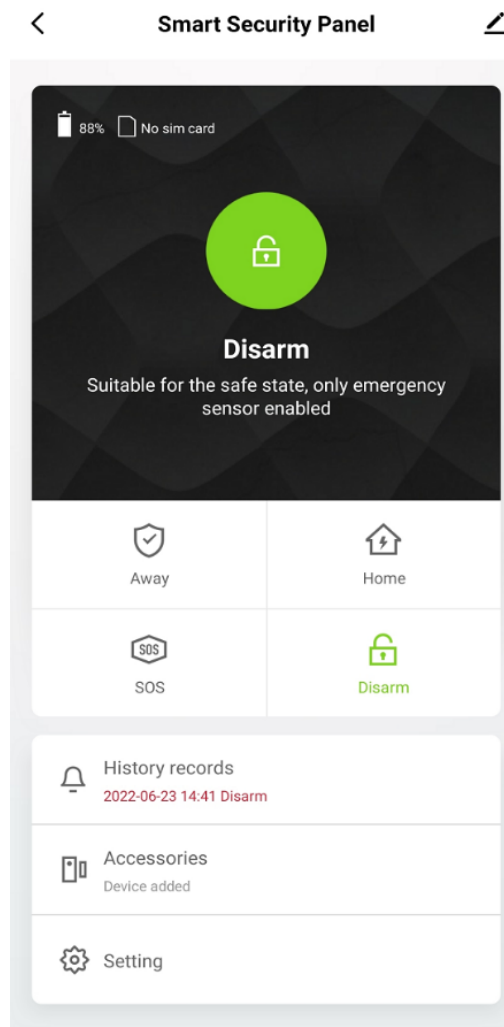 Smart Security Panel
88% No sim card
Disarm
Suitable for the safe state, only emergency
sensor enabled
Away Home
SOS
SOS Disarm
History records
2022-06-23 14:41 Disarm
Accessories
Device added
Setting